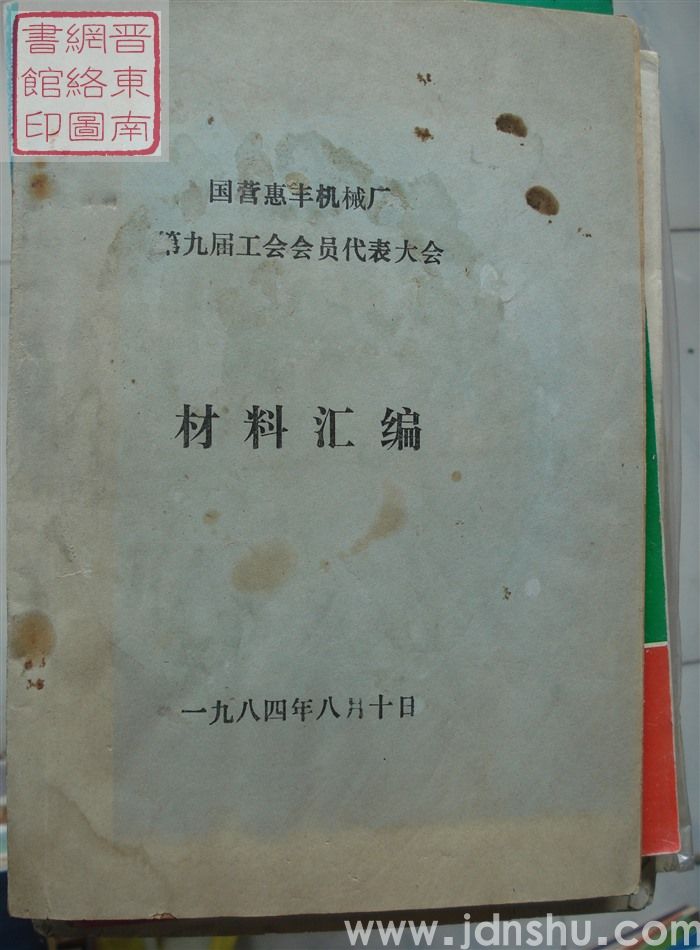 晋東南
網絡圖
書館印
国营惠丰机械厂
第九届工会会员代表大会
材料汇编
一九八四年八月十日
www.jdnshu.com